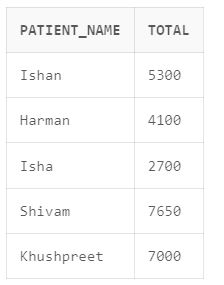 PATIENT_NAME TOTAL
Ishan 5300
Harman 4100
Isha 2700
Shivam 7650
Khushpreet 7000